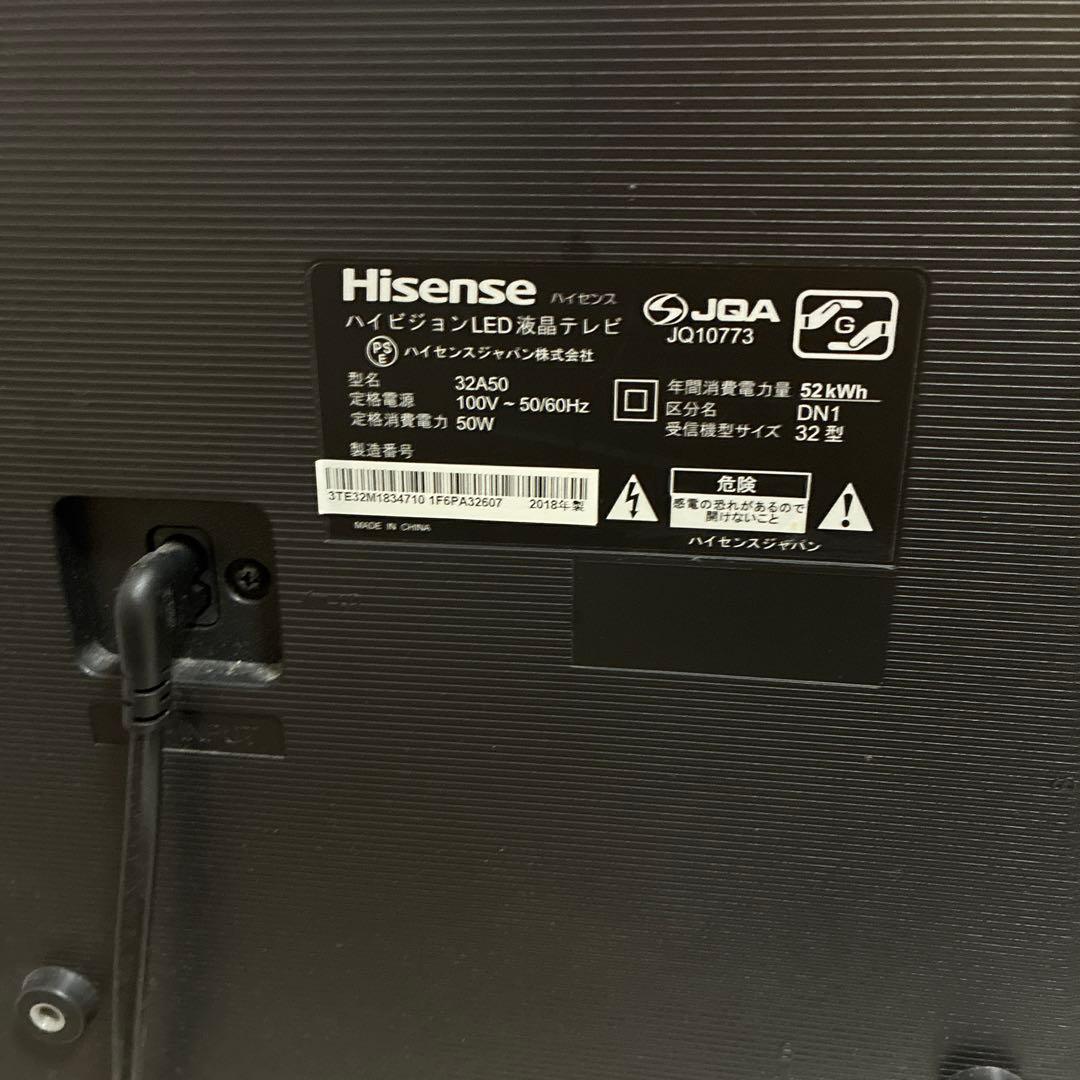 Hisense ハイセンス
ハイビジョンLED液晶テレビ
PSE ハイセンスジャパン株式会社
型名 32A50
定格電源 100V ~ 50/60Hz
定格消費電力 50W
製造番号
3TE32M1834710 1F6PA32607 2018年製
MADE IN CHINA
JQA
JQ10773
G
年間消費電力量 52kWh
区分名 DN1
受信機型サイズ 32型
危険
感電の恐れがあるので
開けないこと
ハイセンスジャパン
INPUT